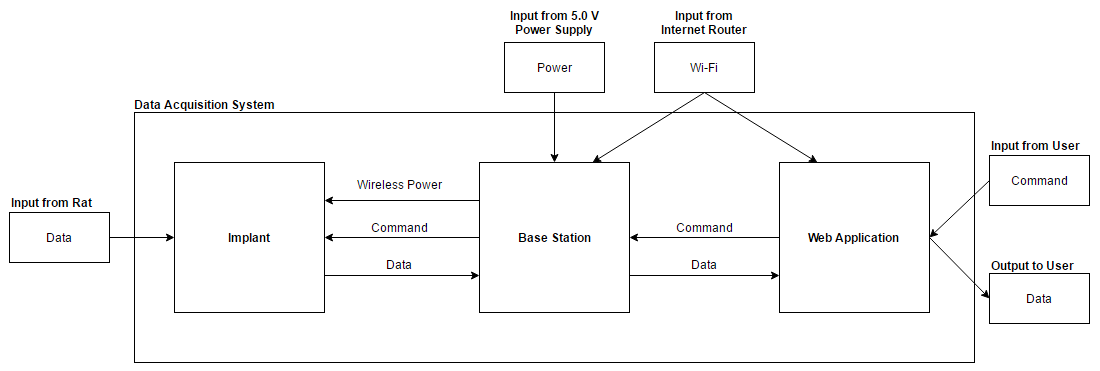 Input from 5.0 V
Power Supply
Input from
Internet Router
Power
Wi-Fi
Data Acquisition System
Input from User
Command
Wireless Power
Input from Rat
Data
Implant
Command
Base Station
Command
Web Application
Data
Data
Output to User
Data